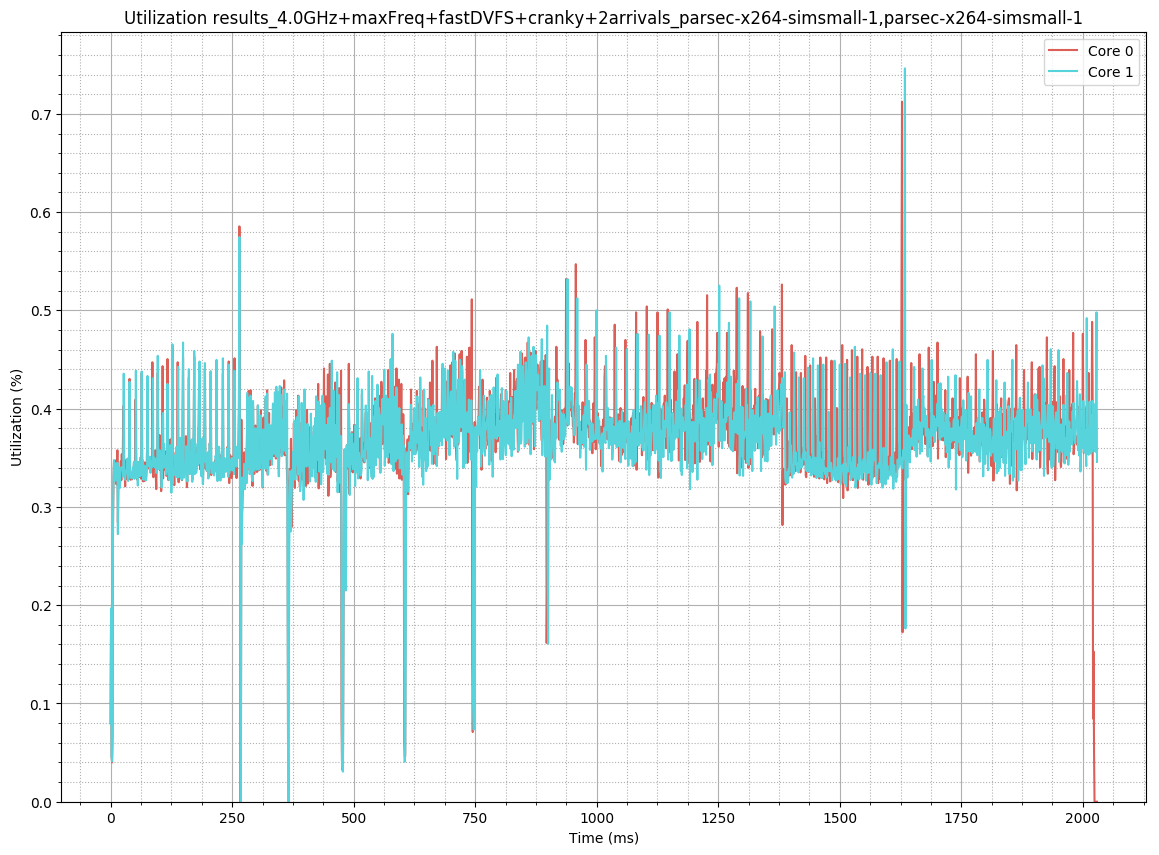 Utilization results_4.0GHz+maxFreq+fastDVFS+cranky+2arrivals_parsec-x264-simsmall-1,parsec-x264-simsmall-1
Core 0
Core 1
Utilization (%)
0.7
0.6
0.5
0.4
0.3
0.2
0.1
0.0
0 250 500 750 1000 1250 1500 1750 2000
Time (ms)